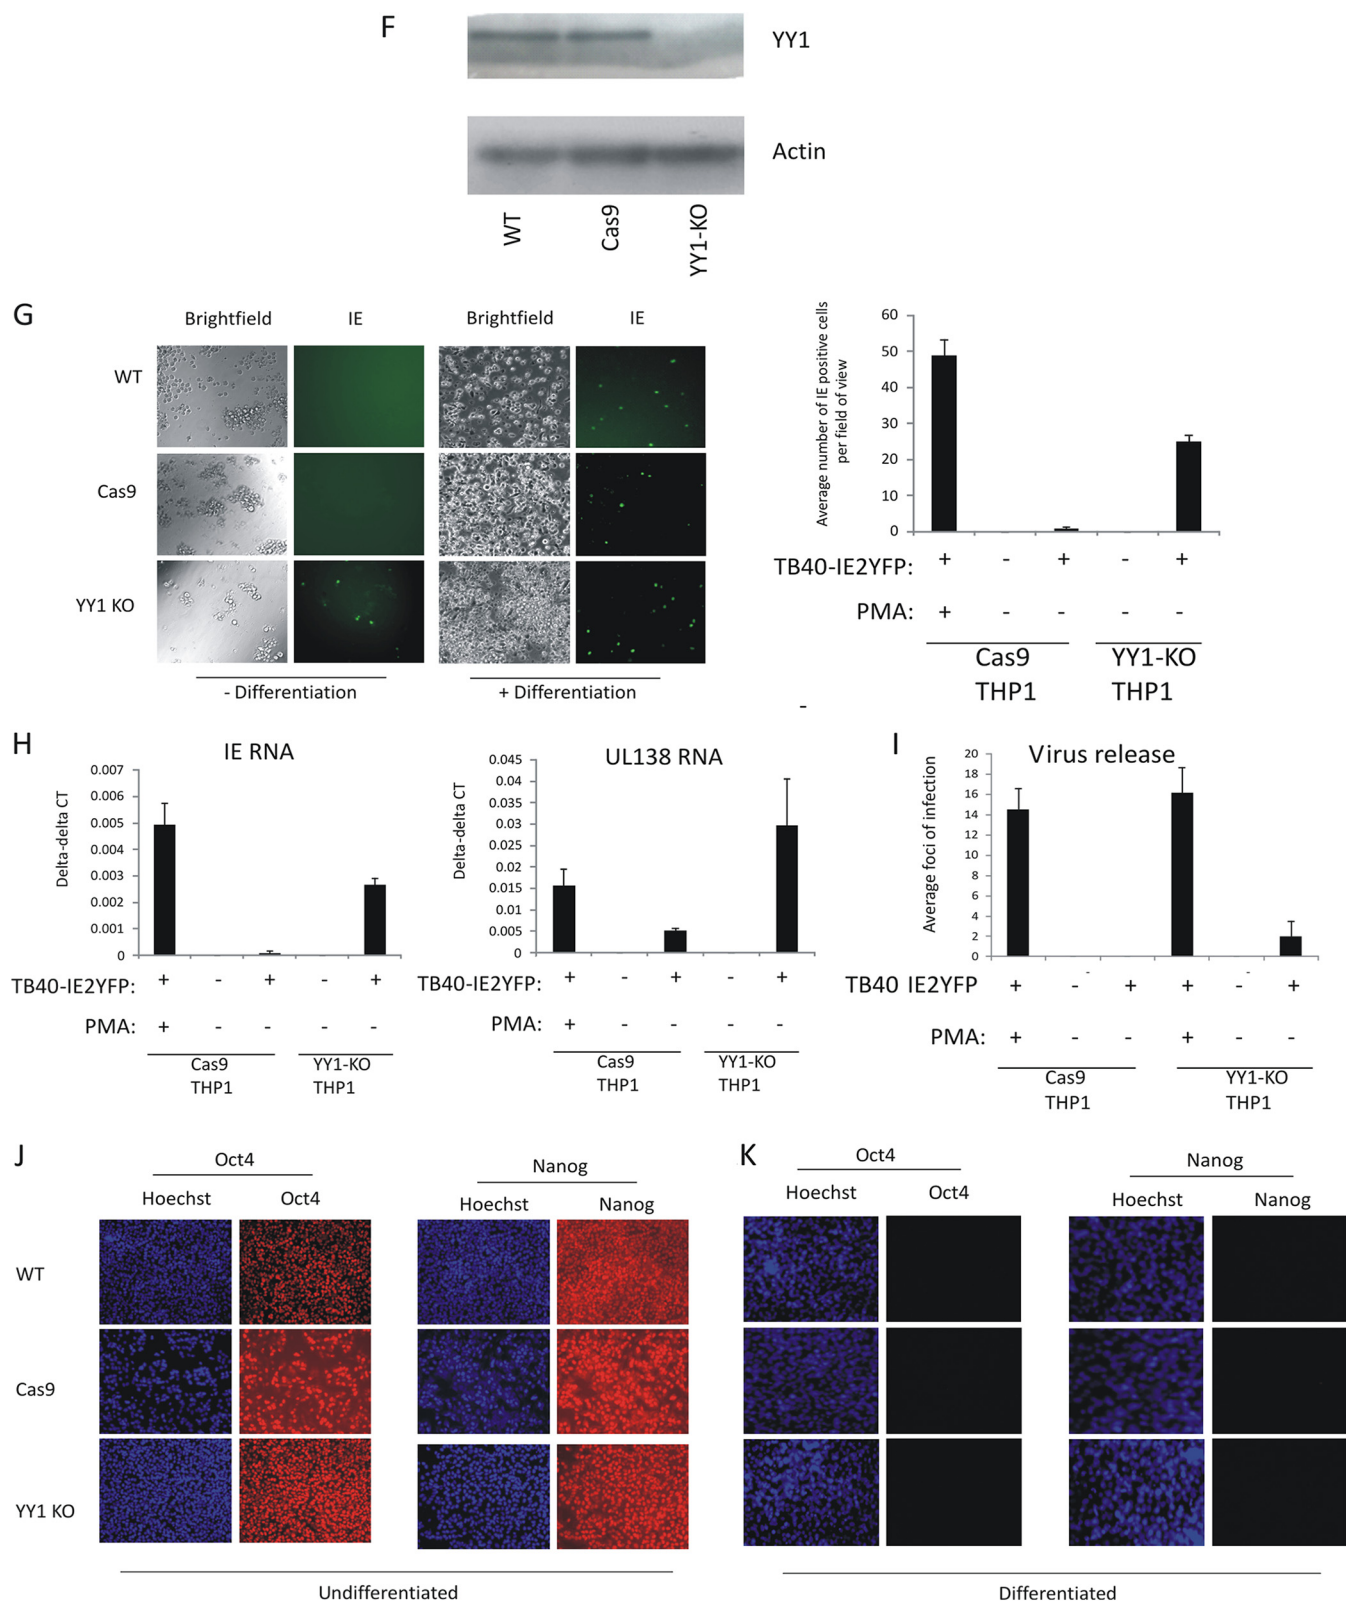 F
YY1
Actin
WT
Cas9
YY1-KO
G
Brightfield
IE
Brightfield
IE
WT
Cas9
YY1 KO
- Differentiation
+ Differentiation
Average number of IE positive cells
per field of view
60
50
40
30
20
10
0
TB40-IE2YFP: + - + - +
PMA: + - - - -
Cas9
THP1
YY1-KO
THP1
-
H
IE RNA
Delta-delta CT
0.007
0.006
0.005
0.004
0.003
0.002
0.001
0
TB40-IE2YFP: + - + - +
PMA: + - - - -
Cas9
THP1
YY1-KO
THP1
UL138 RNA
Delta-delta CT
0.045
0.04
0.035
0.03
0.025
0.02
0.015
0.01
0.005
0
TB40-IE2YFP: + - + - +
PMA: + - - - -
Cas9
THP1
YY1-KO
THP1
I
Virus release
Average foci of infection
20
18
16
14
12
10
8
6
4
2
0
TB40 IE2YFP + - + + - +
PMA: + - - + - -
Cas9
THP1
YY1-KO
THP1
J
Oct4
Nanog
Hoechst
Oct4
Hoechst
Nanog
WT
Cas9
YY1 KO
Undifferentiated
K
Oct4
Nanog
Hoechst
Oct4
Hoechst
Nanog
Differentiated